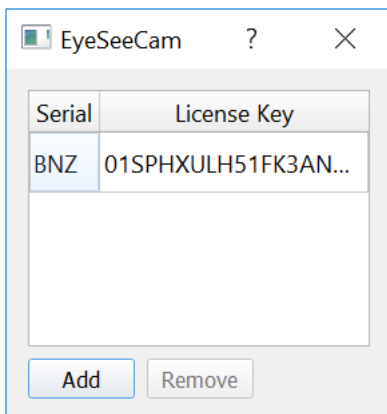 EyeSeeCam ?
Serial License Key
BNZ 01SPHXULH51FK3AN...
Add Remove